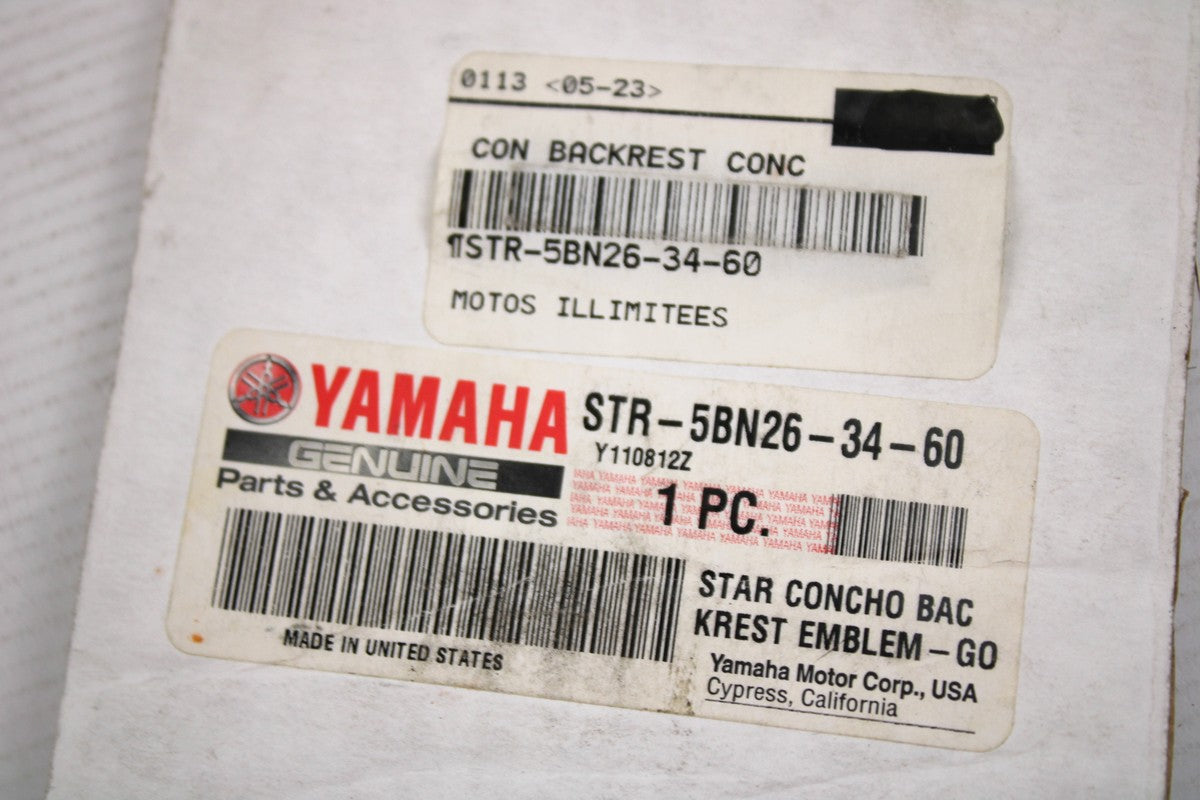 0113 <05-23>
CON BACKREST CONC
¶STR-5BN26-34-60
MOTOS ILLIMITEES
YAMAHA
GENUINE
Parts & Accessories
STR-5BN26-34-60
Y110812Z
1 PC.
MADE IN UNITED STATES
STAR CONCHO BAC
KREST EMBLEM-GO
Yamaha Motor Corp., USA
Cypress, California